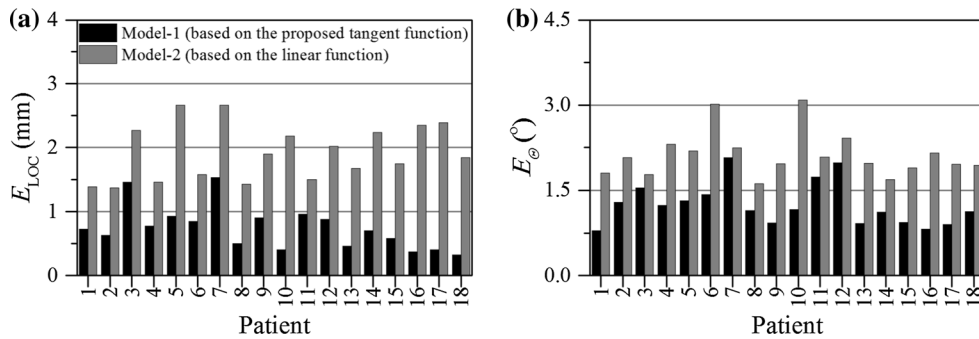 (a)
4
3
2
1
0
E_LOC (mm)
Model-1 (based on the proposed tangent function)
Model-2 (based on the linear function)
1 2 3 4 5 6 7 8 9 10 11 12 13 14 15 16 17 18
Patient
(b)
4.5
3.0
1.5
0.0
E_Θ (°)
1 2 3 4 5 6 7 8 9 10 11 12 13 14 15 16 17 18
Patient